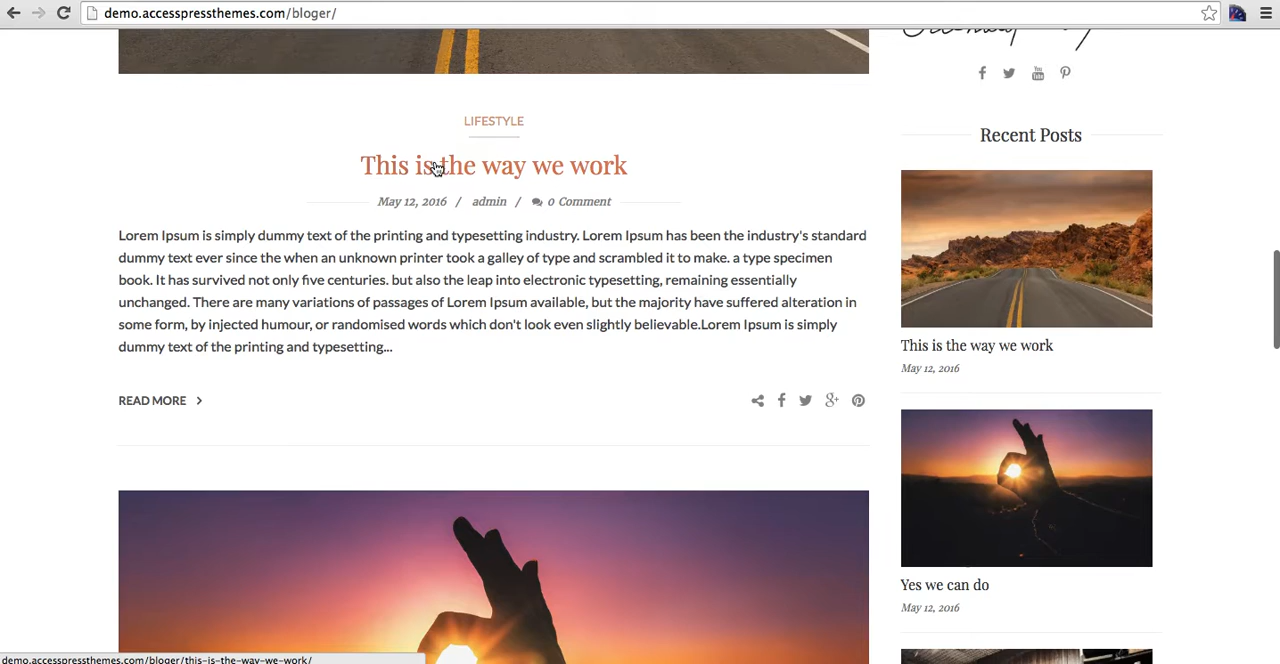 demo.accesspressthemes.com/bloger/
LIFESTYLE
This is the way we work
May 12, 2016 / admin / 0 Comment
Lorem Ipsum is simply dummy text of the printing and typesetting industry. Lorem Ipsum has been the industry's standard
dummy text ever since the when an unknown printer took a galley of type and scrambled it to make. a type specimen
book. It has survived not only five centuries. but also the leap into electronic typesetting, remaining essentially
unchanged. There are many variations of passages of Lorem Ipsum available, but the majority have suffered alteration in
some form, by injected humour, or randomised words which don't look even slightly believable.Lorem Ipsum is simply
dummy text of the printing and typesetting...
READ MORE
You Tube
Recent Posts
This is the way we work
May 12, 2016
Yes we can do
May 12, 2016
demo.accesspressthemes.com/bloger/this-is-the-way-we-work/